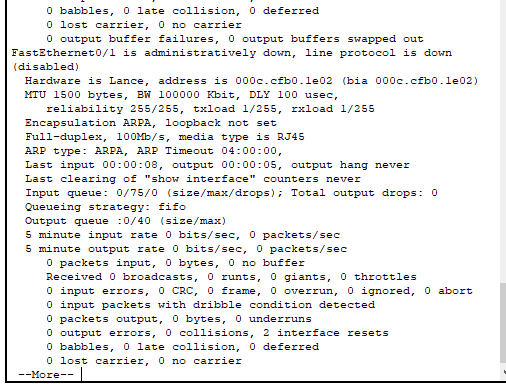 0 babbles, 0 late collision, 0 deferred
0 lost carrier, 0 no carrier
0 output buffer failures, 0 output buffers swapped out
FastEthernet0/1 is administratively down, line protocol is down
(disabled)
Hardware is Lance, address is 000c.cfb0.1e02 (bia 000c.cfb0.1e02)
MTU 1500 bytes, BW 100000 Kbit, DLY 100 usec,
reliability 255/255, txload 1/255, rxload 1/255
Encapsulation ARPA, loopback not set
Full-duplex, 100Mb/s, media type is RJ45
ARP type: ARPA, ARP Timeout 04:00:00,
Last input 00:00:08, output 00:00:05, output hang never
Last clearing of "show interface" counters never
Input queue: 0/75/0 (size/max/drops); Total output drops: 0
Queueing strategy: fifo
Output queue :0/40 (size/max)
5 minute input rate 0 bits/sec, 0 packets/sec
5 minute output rate 0 bits/sec, 0 packets/sec
0 packets input, 0 bytes, 0 no buffer
Received 0 broadcasts, 0 runts, 0 giants, 0 throttles
0 input errors, 0 CRC, 0 frame, 0 overrun, 0 ignored, 0 abort
0 input packets with dribble condition detected
0 packets output, 0 bytes, 0 underruns
0 output errors, 0 collisions, 2 interface resets
0 babbles, 0 late collision, 0 deferred
0 lost carrier, 0 no carrier
--More--